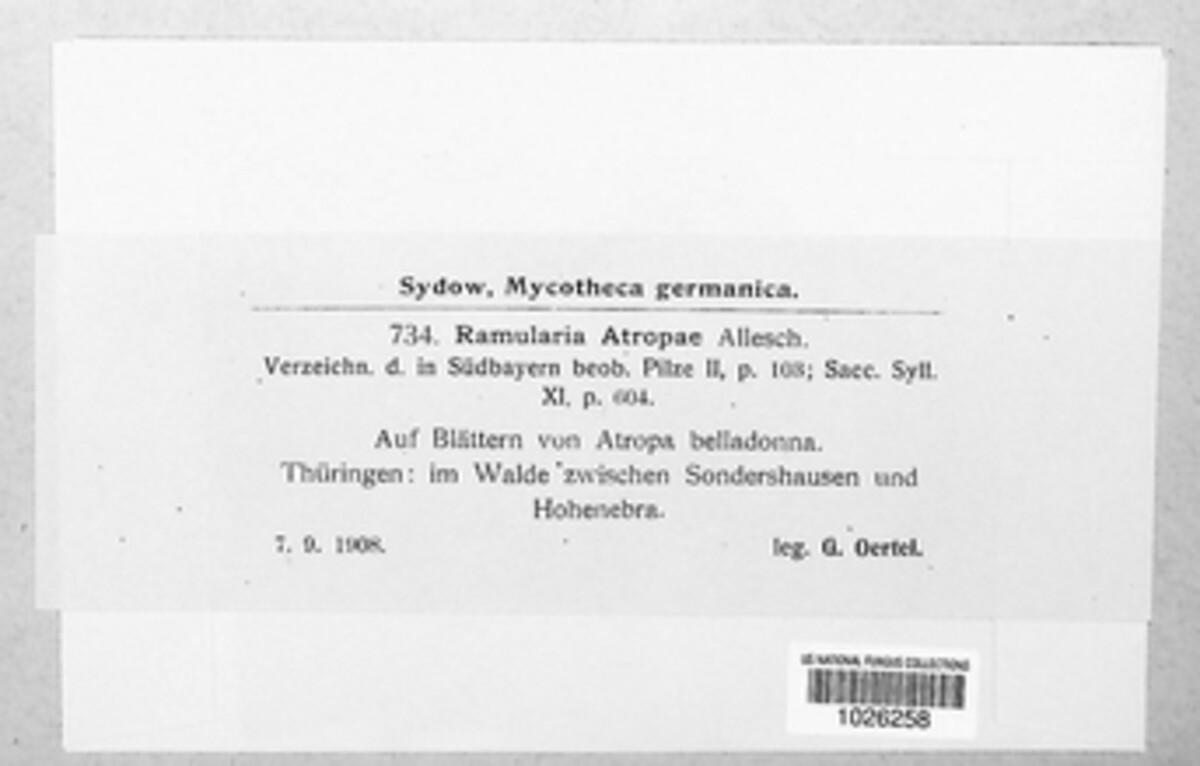 Sydow, Mycotheca germanica.
734. Ramularia Atropae Allesch.
Verzeichn. d. in Südbayern beob. Pilze II, p. 103; Sacc. Syll.
XI, p. 604.
Auf Blättern von Atropa belladonna.
Thüringen: im Walde zwischen Sondershausen und
Hohenebra.
7. 9. 1908. leg. G. Oertel.
US NATIONAL FUNGUS COLLECTIONS
1026258